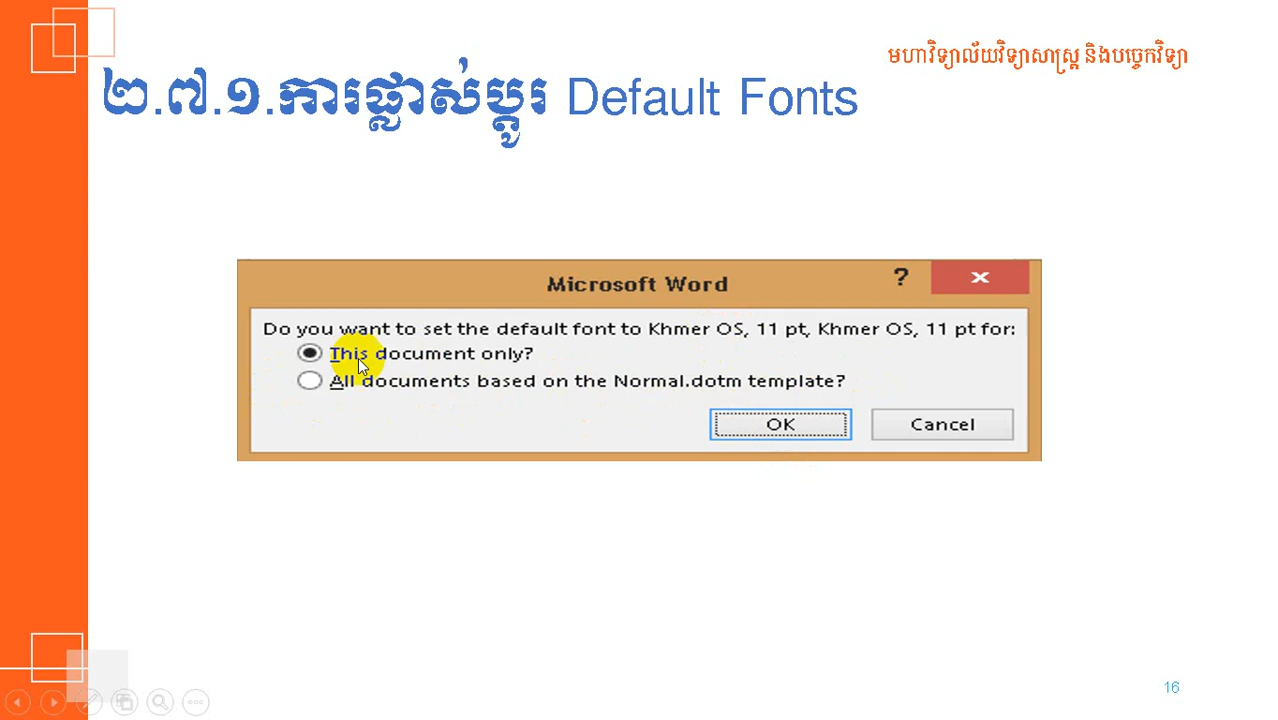 មហាវិទ្យាល័យវិទ្យាសាស្ត្រ និងបច្ចេកវិទ្យា
២.៧.១.ការផ្លាស់ប្តូរ Default Fonts
Microsoft Word
Do you want to set the default font to Khmer OS, 11 pt, Khmer OS, 11 pt for:
This document only?
All documents based on the Normal.dotm template?
OK Cancel
16